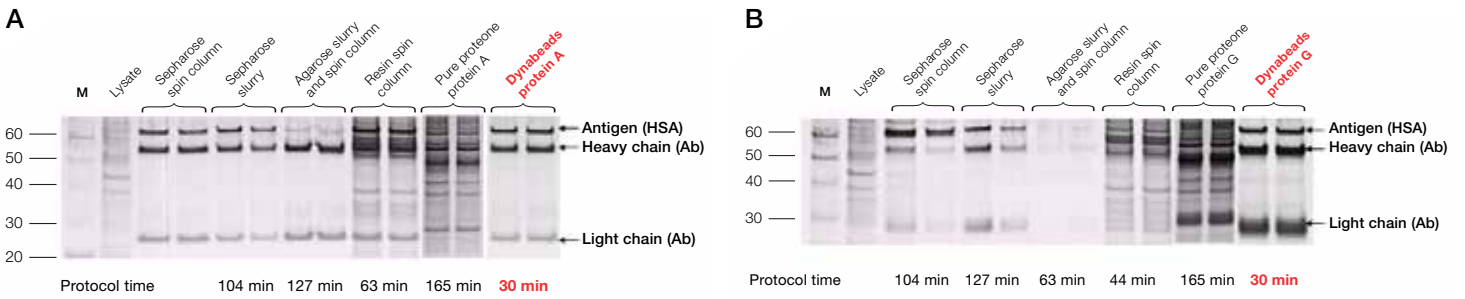 A
M
Lysate
Sepharose
spin column
Sepharose
slurry
Agarose slurry
and spin column
Resin spin
column
Pure proteone
protein A
Dynabeads
protein A
60
50
40
30
20
Antigen (HSA)
Heavy chain (Ab)
Light chain (Ab)
Protocol time 104 min 127 min 63 min 165 min 30 min
B
M
Lysate
Sepharose
spin column
Sepharose
slurry
Agarose slurry
and spin column
Resin spin
column
Pure proteone
protein G
Dynabeads
protein G
60
50
40
30
Antigen (HSA)
Heavy chain (Ab)
Light chain (Ab)
Protocol time 104 min 127 min 63 min 44 min 165 min 30 min